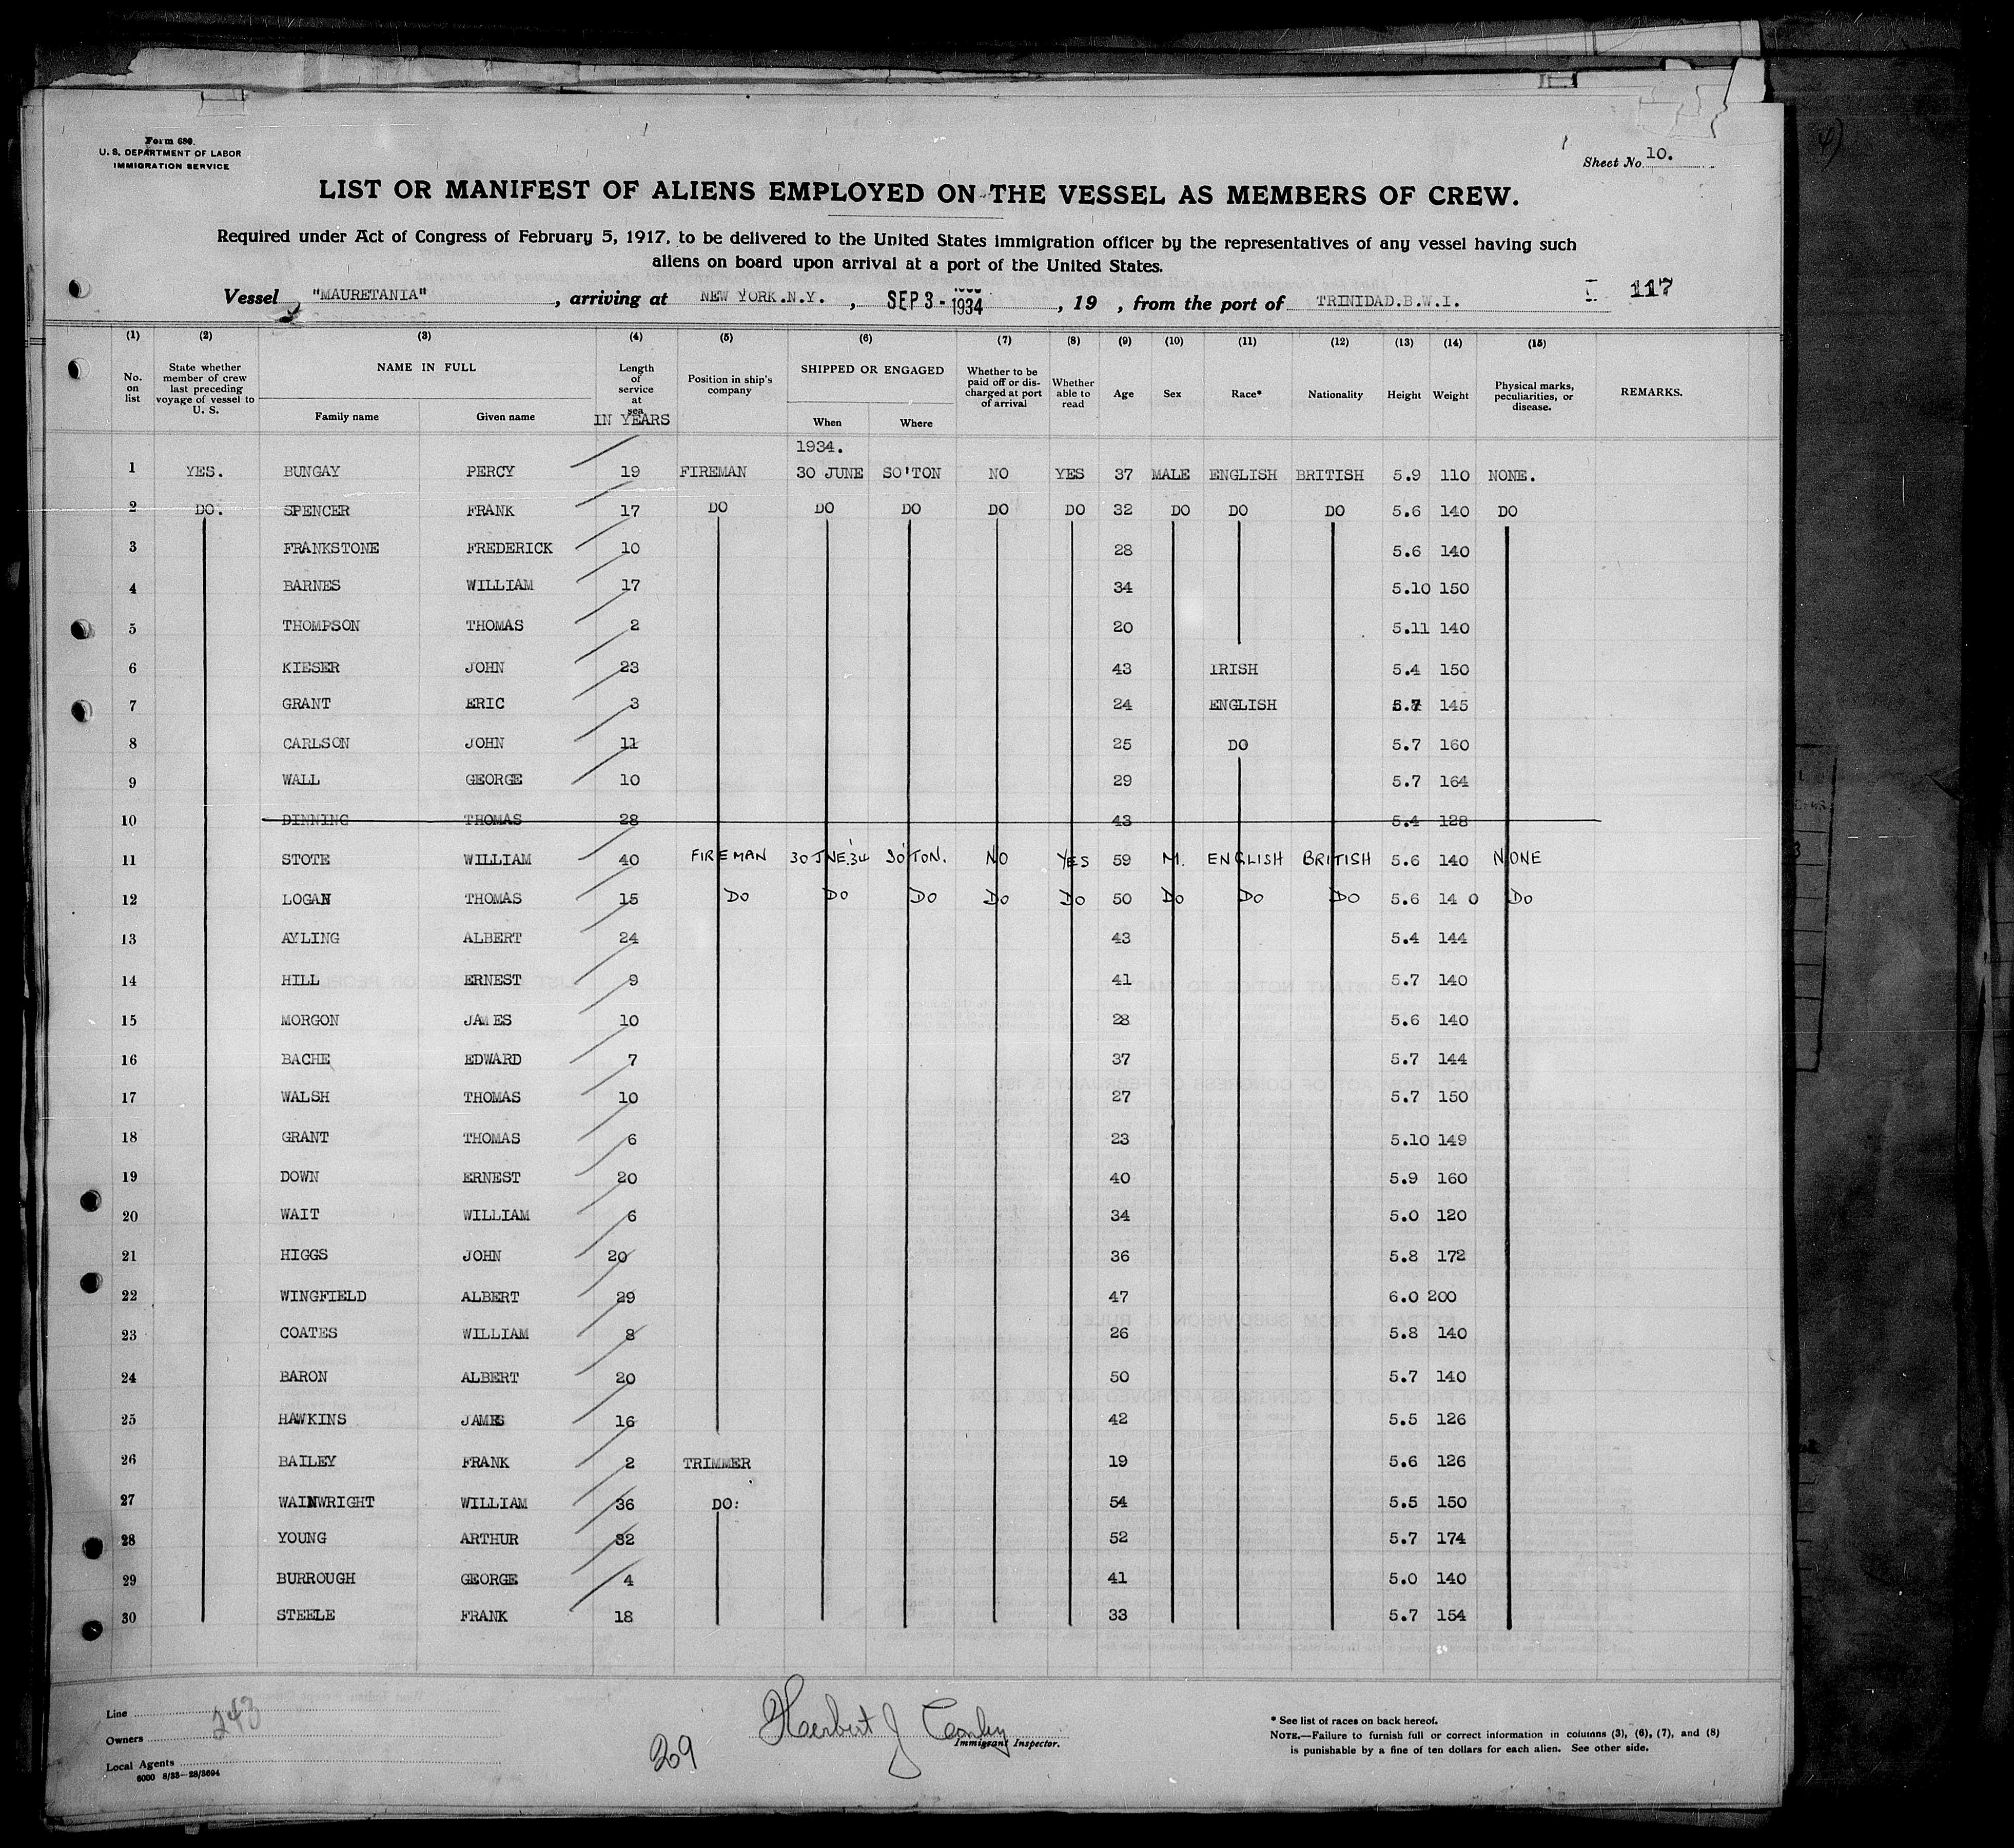 Form 680.
U. S. DEPARTMENT OF LABOR
IMMIGRATION SERVICE
Sheet No. 10.
LIST OR MANIFEST OF ALIENS EMPLOYED ON THE VESSEL AS MEMBERS OF CREW.
Required under Act of Congress of February 5, 1917, to be delivered to the United States immigration officer by the representatives of any vessel having such
aliens on board upon arrival at a port of the United States.
Vessel "MAURETANIA", arriving at NEW YORK.N.Y., SEP 3 - 1934, 19 , from the port of TRINIDAD.B.W.I. 117
(1) (2) (3) (4) (5) (6) (7) (8) (9) (10) (11) (12) (13) (14) (15)
No. on list State whether member of crew last preceding voyage of vessel to U. S. NAME IN FULL Family name Given name Length of service at sea IN YEARS Position in ship's company SHIPPED OR ENGAGED When Where Whether to be paid off or discharged at port of arrival Whether able to read Age Sex Race* Nationality Height Weight Physical marks, peculiarities, or disease. REMARKS.
1934.
1 YES. BUNGAY PERCY 19 FIREMAN 30 JUNE SO'TON NO YES 37 MALE ENGLISH BRITISH 5.9 110 NONE.
2 DO. SPENCER FRANK 17 DO DO DO DO DO 32 DO DO DO 5.6 140 DO
3 FRANKSTONE FREDERICK 10 28 5.6 140
4 BARNES WILLIAM 17 34 5.10 150
5 THOMPSON THOMAS 2 20 5.11 140
6 KIESER JOHN 23 43 IRISH 5.4 150
7 GRANT ERIC 3 24 ENGLISH 5.7 145
8 CARLSON JOHN 11 25 DO 5.7 160
9 WALL GEORGE 10 29 5.7 164
10 DINNING THOMAS 28 43 5.4 128
11 STOTE WILLIAM 40 FIREMAN 30 JNE.'34 SO'TON. NO YES 59 M. ENGLISH BRITISH 5.6 140 NONE
12 LOGAN THOMAS 15 DO DO DO DO DO 50 DO DO DO 5.6 14 0 DO
13 AYLING ALBERT 24 43 5.4 144
14 HILL ERNEST 9 41 5.7 140
15 MORGON JAMES 10 28 5.6 140
16 BACHE EDWARD 7 37 5.7 144
17 WALSH THOMAS 10 27 5.7 150
18 GRANT THOMAS 6 23 5.10 149
19 DOWN ERNEST 20 40 5.9 160
20 WAIT WILLIAM 6 34 5.0 120
21 HIGGS JOHN 20 36 5.8 172
22 WINGFIELD ALBERT 29 47 6.0 200
23 COATES WILLIAM 8 26 5.8 140
24 BARON ALBERT 20 50 5.7 140
25 HAWKINS JAMES 16 42 5.5 126
26 BAILEY FRANK 2 TRIMMER 19 5.6 126
27 WAINWRIGHT WILLIAM 36 DO: 54 5.5 150
28 YOUNG ARTHUR 32 52 5.7 174
29 BURROUGH GEORGE 4 41 5.0 140
30 STEELE FRANK 18 33 5.7 154
Line
Owners 243
Local Agents
6000 8/33—28/3694
29
Herbert J Conley
Immigrant Inspector.
* See list of races on back hereof.
NOTE.—Failure to furnish full or correct information in columns (3), (6), (7), and (8)
is punishable by a fine of ten dollars for each alien. See other side.